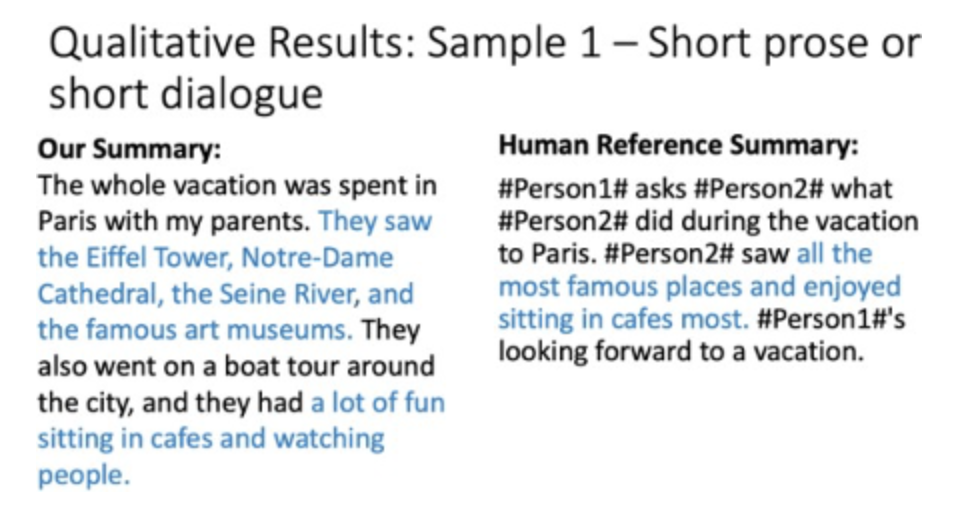 Qualitative Results: Sample 1 – Short prose or
short dialogue
Our Summary:
The whole vacation was spent in
Paris with my parents. They saw
the Eiffel Tower, Notre-Dame
Cathedral, the Seine River, and
the famous art museums. They
also went on a boat tour around
the city, and they had a lot of fun
sitting in cafes and watching
people.
Human Reference Summary:
#Person1# asks #Person2# what
#Person2# did during the vacation
to Paris. #Person2# saw all the
most famous places and enjoyed
sitting in cafes most. #Person1#'s
looking forward to a vacation.